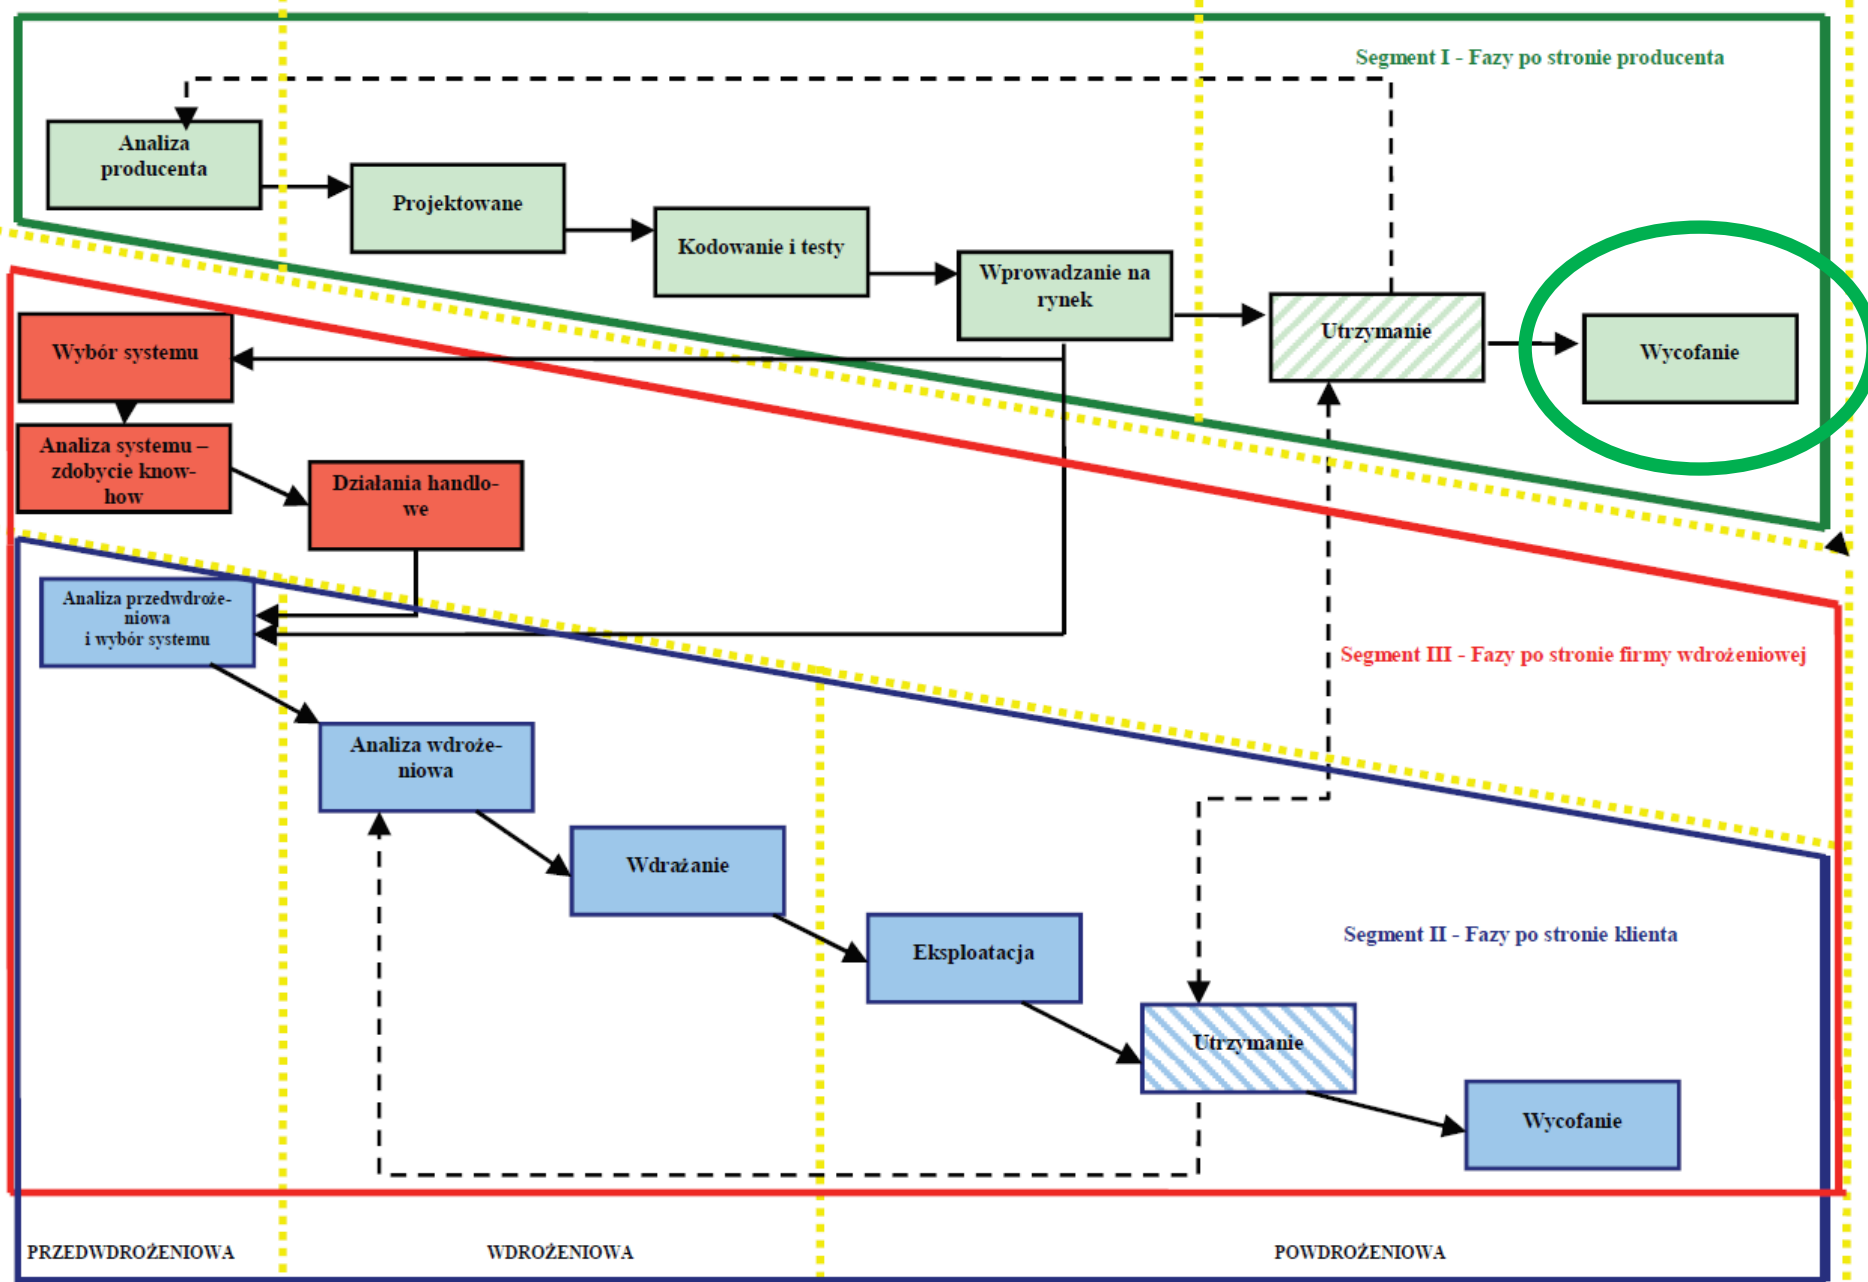 Segment I - Fazy po stronie producenta
Analiza
producenta
Projektowane
Kodowanie i testy
Wprowadzanie na
rynek
Utrzymanie
Wycofanie
Wybór systemu
Analiza systemu –
zdobycie know-
how
Działania handlo-
we
Analiza przedwdroże-
niowa
i wybór systemu
Segment III - Fazy po stronie firmy wdrożeniowej
Analiza wdroże-
niowa
Wdrażanie
Segment II - Fazy po stronie klienta
Eksploatacja
Utrzymanie
Wycofanie
PRZEDWDROŻENIOWA
WDROŻENIOWA
POWDROŻENIOWA